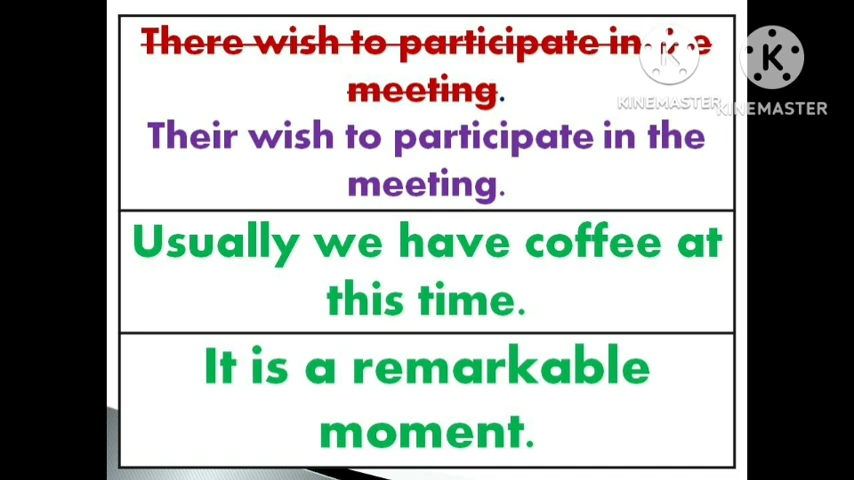 There wish to participate in the
meeting.
Their wish to participate in the
meeting.
Usually we have coffee at
this time.
It is a remarkable
moment.
K
KINEMASTER
K
KINEMASTER